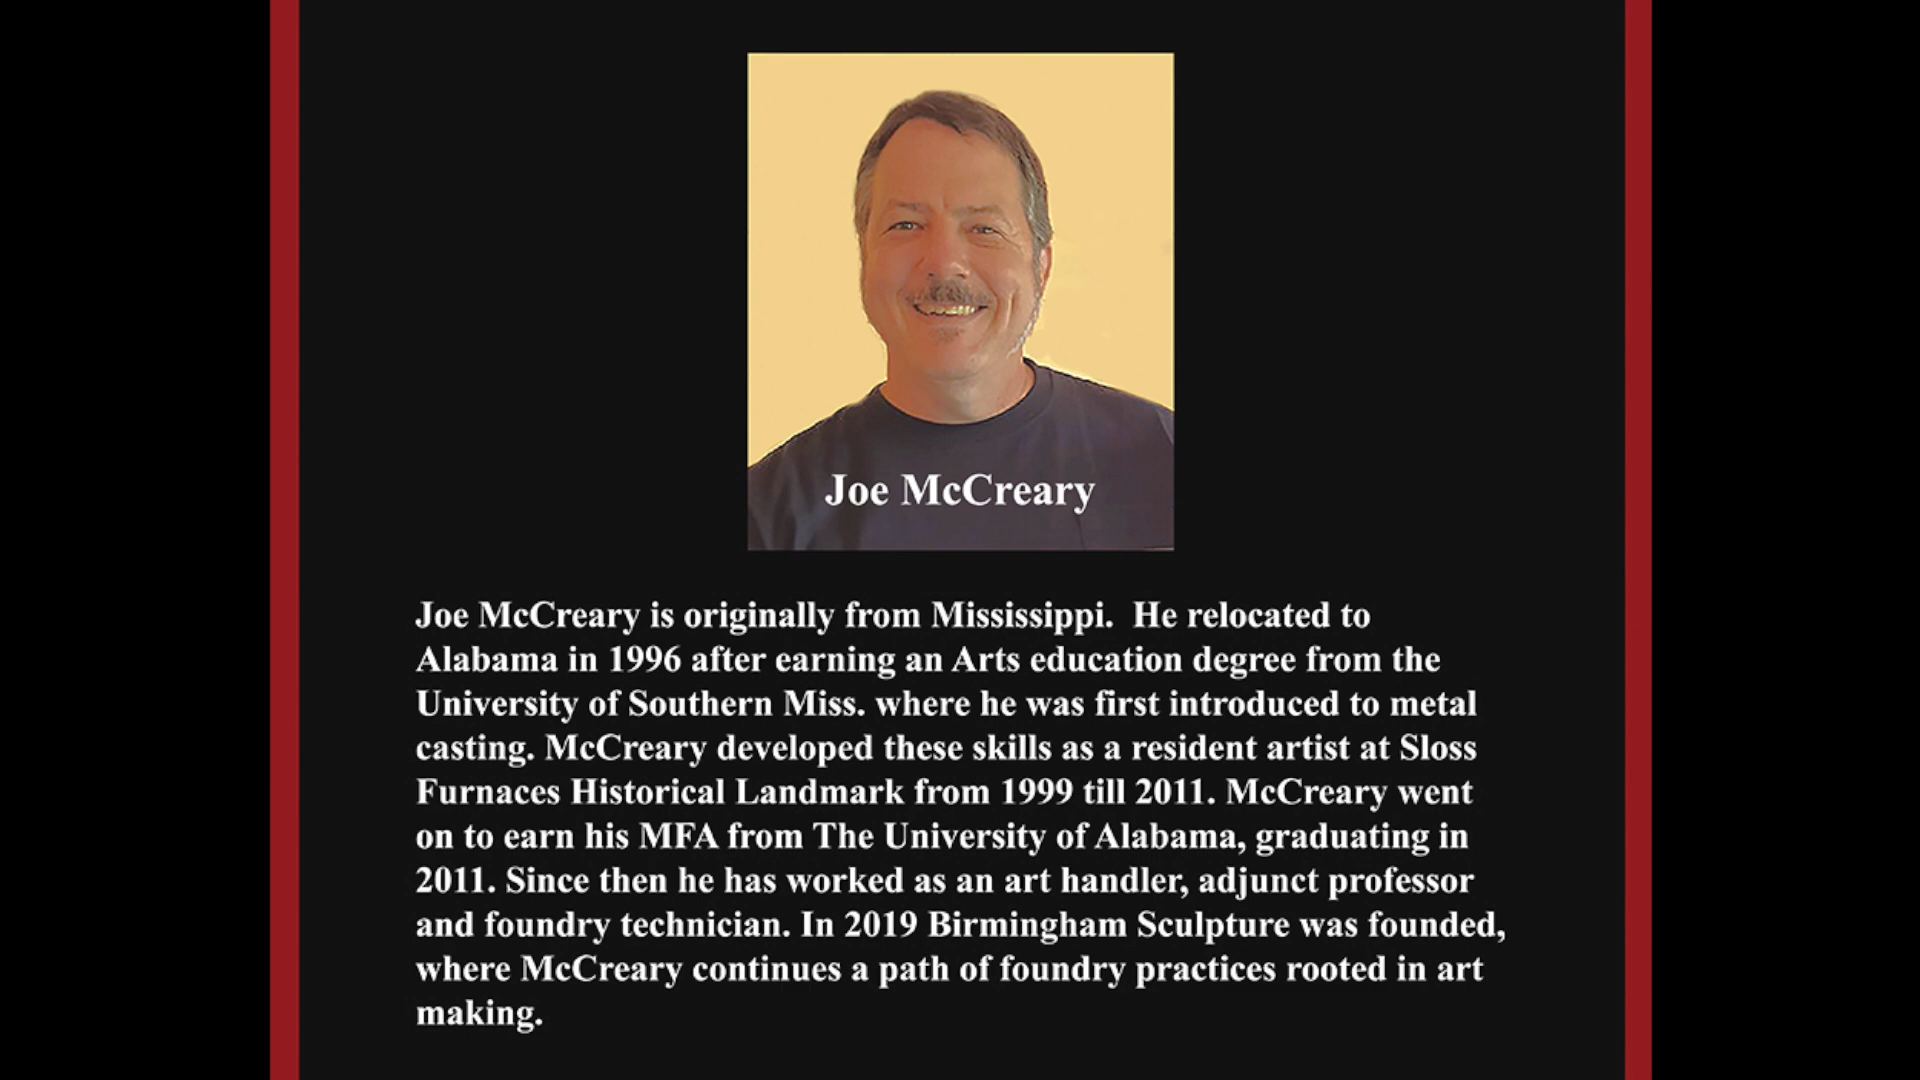 Joe McCreary
Joe McCreary is originally from Mississippi.  He relocated to
Alabama in 1996 after earning an Arts education degree from the
University of Southern Miss. where he was first introduced to metal
casting. McCreary developed these skills as a resident artist at Sloss
Furnaces Historical Landmark from 1999 till 2011. McCreary went
on to earn his MFA from The University of Alabama, graduating in
2011. Since then he has worked as an art handler, adjunct professor
and foundry technician. In 2019 Birmingham Sculpture was founded,
where McCreary continues a path of foundry practices rooted in art
making.